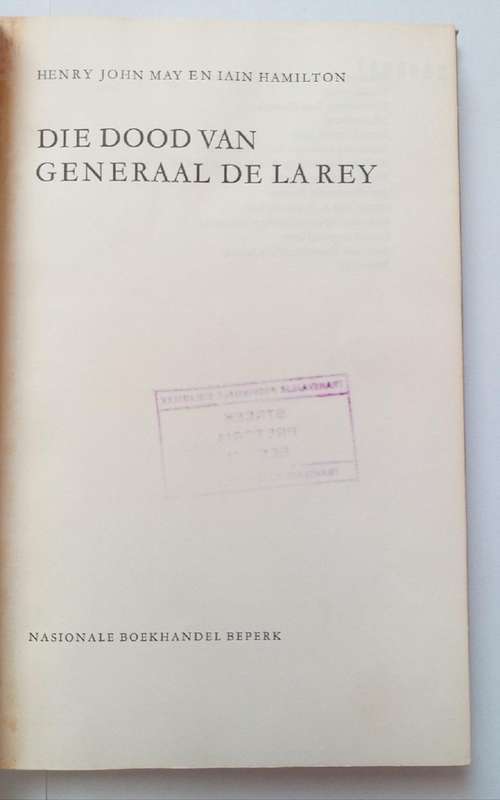 HENRY JOHN MAY EN IAIN HAMILTON
DIE DOOD VAN
GENERAAL DE LA REY
NASIONALE BOEKHANDEL BEPERK